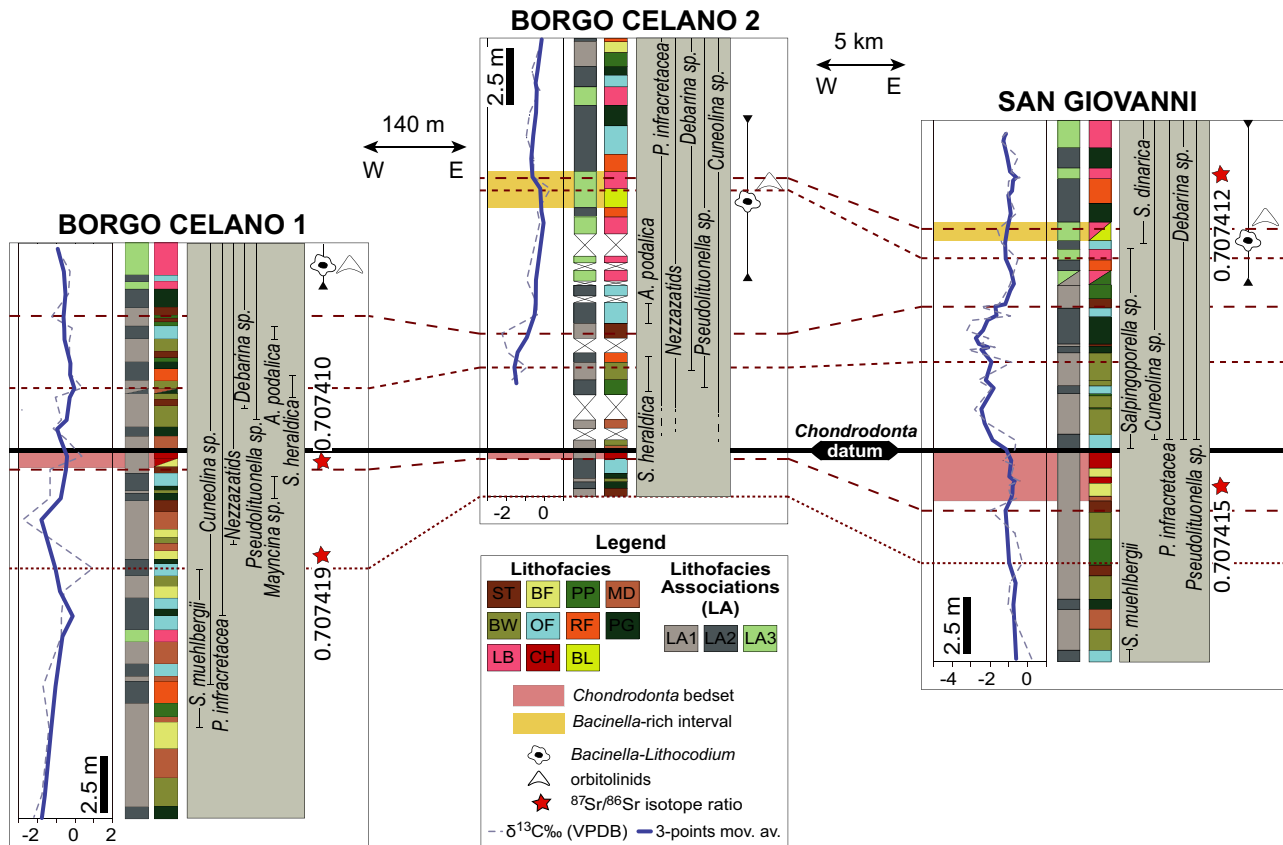 BORGO CELANO 2
5 km
W E
SAN GIOVANNI
140 m
W E
BORGO CELANO 1
2.5 m
P. infracretacea
Debarina sp.
Cuneolina sp.
A. podalica
Nezzazatids
Pseudolituonella sp.
S. heraldica
-2 0
S. dinarica
Debarina sp.
Salpingoporella sp.
Cuneolina sp.
P. infracretacea
Pseudolituonella sp.
S. muehlbergii
0.707412
0.707415
2.5 m
-4 -2 0
Chondrodonta
datum
Debarina sp.
A. podalica
Cuneolina sp.
Nezzazatids
Pseudolituonella sp.
Mayncina sp.
S. heraldica
S. muehlbergii
P. infracretacea
0.707410
0.707419
2.5 m
-2 0 2
Legend
Lithofacies
ST BF PP MD
BW OF RF PG
LB CH BL
Lithofacies
Associations
(LA)
LA1 LA2 LA3
Chondrodonta bedset
Bacinella-rich interval
Bacinella-Lithocodium
orbitolinids
⁸⁷Sr/⁸⁶Sr isotope ratio
δ¹³C‰ (VPDB) 3-points mov. av.